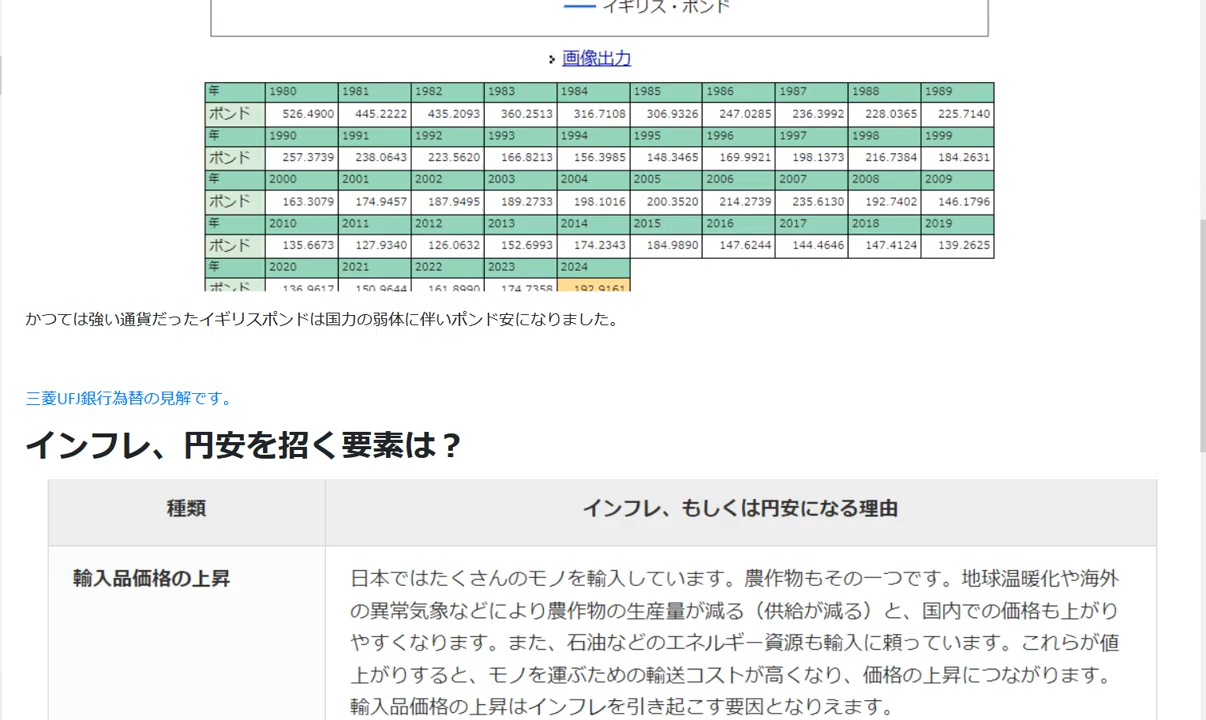 イギリス・ポンド
画像出力
年 1980 1981 1982 1983 1984 1985 1986 1987 1988 1989
ポンド 526.4900 445.2222 435.2093 360.2513 316.7108 306.9326 247.0285 236.3992 228.0365 225.7140
年 1990 1991 1992 1993 1994 1995 1996 1997 1998 1999
ポンド 257.3739 238.0643 223.5620 166.8213 156.3985 148.3465 169.9921 198.1373 216.7384 184.2631
年 2000 2001 2002 2003 2004 2005 2006 2007 2008 2009
ポンド 163.3079 174.9457 187.9495 189.2733 198.1016 200.3520 214.2739 235.6130 192.7402 146.1796
年 2010 2011 2012 2013 2014 2015 2016 2017 2018 2019
ポンド 135.6673 127.9340 126.0632 152.6993 174.2343 184.9890 147.6244 144.4646 147.4124 139.2625
年 2020 2021 2022 2023 2024
ポンド 136.9617 150.9644 161.8990 174.7358 192.9161
かつては強い通貨だったイギリスポンドは国力の弱体に伴いポンド安になりました。
三菱UFJ銀行為替の見解です。
インフレ、円安を招く要素は？
種類 インフレ、もしくは円安になる理由
輸入品価格の上昇 日本ではたくさんのモノを輸入しています。農作物もその一つです。地球温暖化や海外
の異常気象などにより農作物の生産量が減る（供給が減る）と、国内での価格も上がり
やすくなります。また、石油などのエネルギー資源も輸入に頼っています。これらが値
上がりすると、モノを運ぶための輸送コストが高くなり、価格の上昇につながります。
輸入品価格の上昇はインフレを引き起こす要因となりえます。